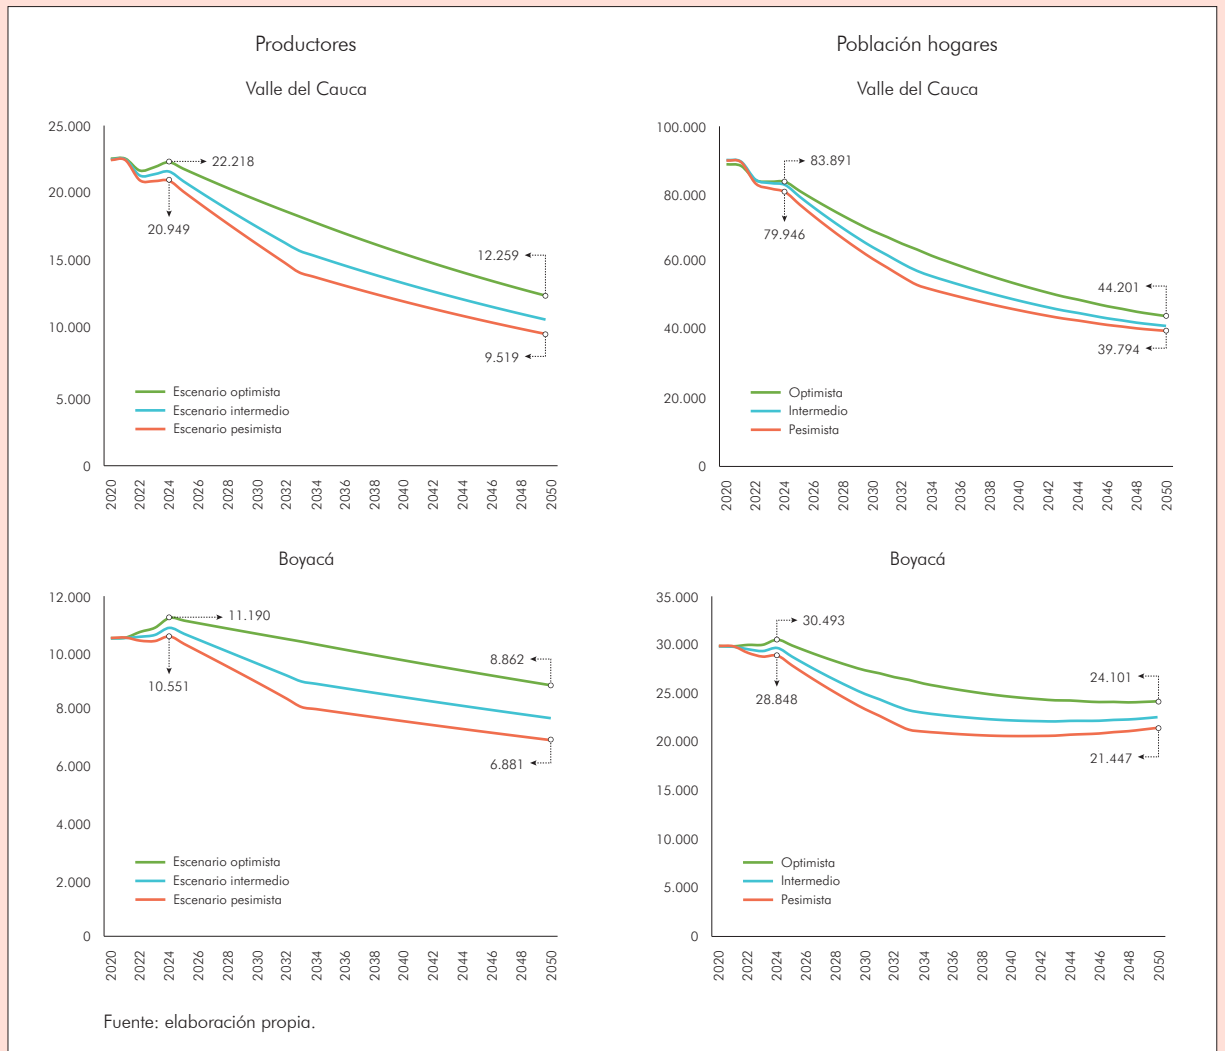 Productores
Valle del Cauca
25.000
20.000
15.000
10.000
5.000
0
22.218
20.949
12.259
9.519
Escenario optimista
Escenario intermedio
Escenario pesimista
2020 2022 2024 2026 2028 2030 2032 2034 2036 2038 2040 2042 2044 2046 2048 2050
Población hogares
Valle del Cauca
100.000
80.000
60.000
40.000
20.000
0
83.891
79.946
44.201
39.794
Optimista
Intermedio
Pesimista
2020 2022 2024 2026 2028 2030 2032 2034 2036 2038 2040 2042 2044 2046 2048 2050
Boyacá
12.000
10.000
8.000
6.000
4.000
2.000
0
11.190
10.551
8.862
6.881
Escenario optimista
Escenario intermedio
Escenario pesimista
2020 2022 2024 2026 2028 2030 2032 2034 2036 2038 2040 2042 2044 2046 2048 2050
Boyacá
35.000
30.000
25.000
20.000
15.000
10.000
5.000
0
30.493
28.848
24.101
21.447
Optimista
Intermedio
Pesimista
2020 2022 2024 2026 2028 2030 2032 2034 2036 2038 2040 2042 2044 2046 2048 2050
Fuente: elaboración propia.